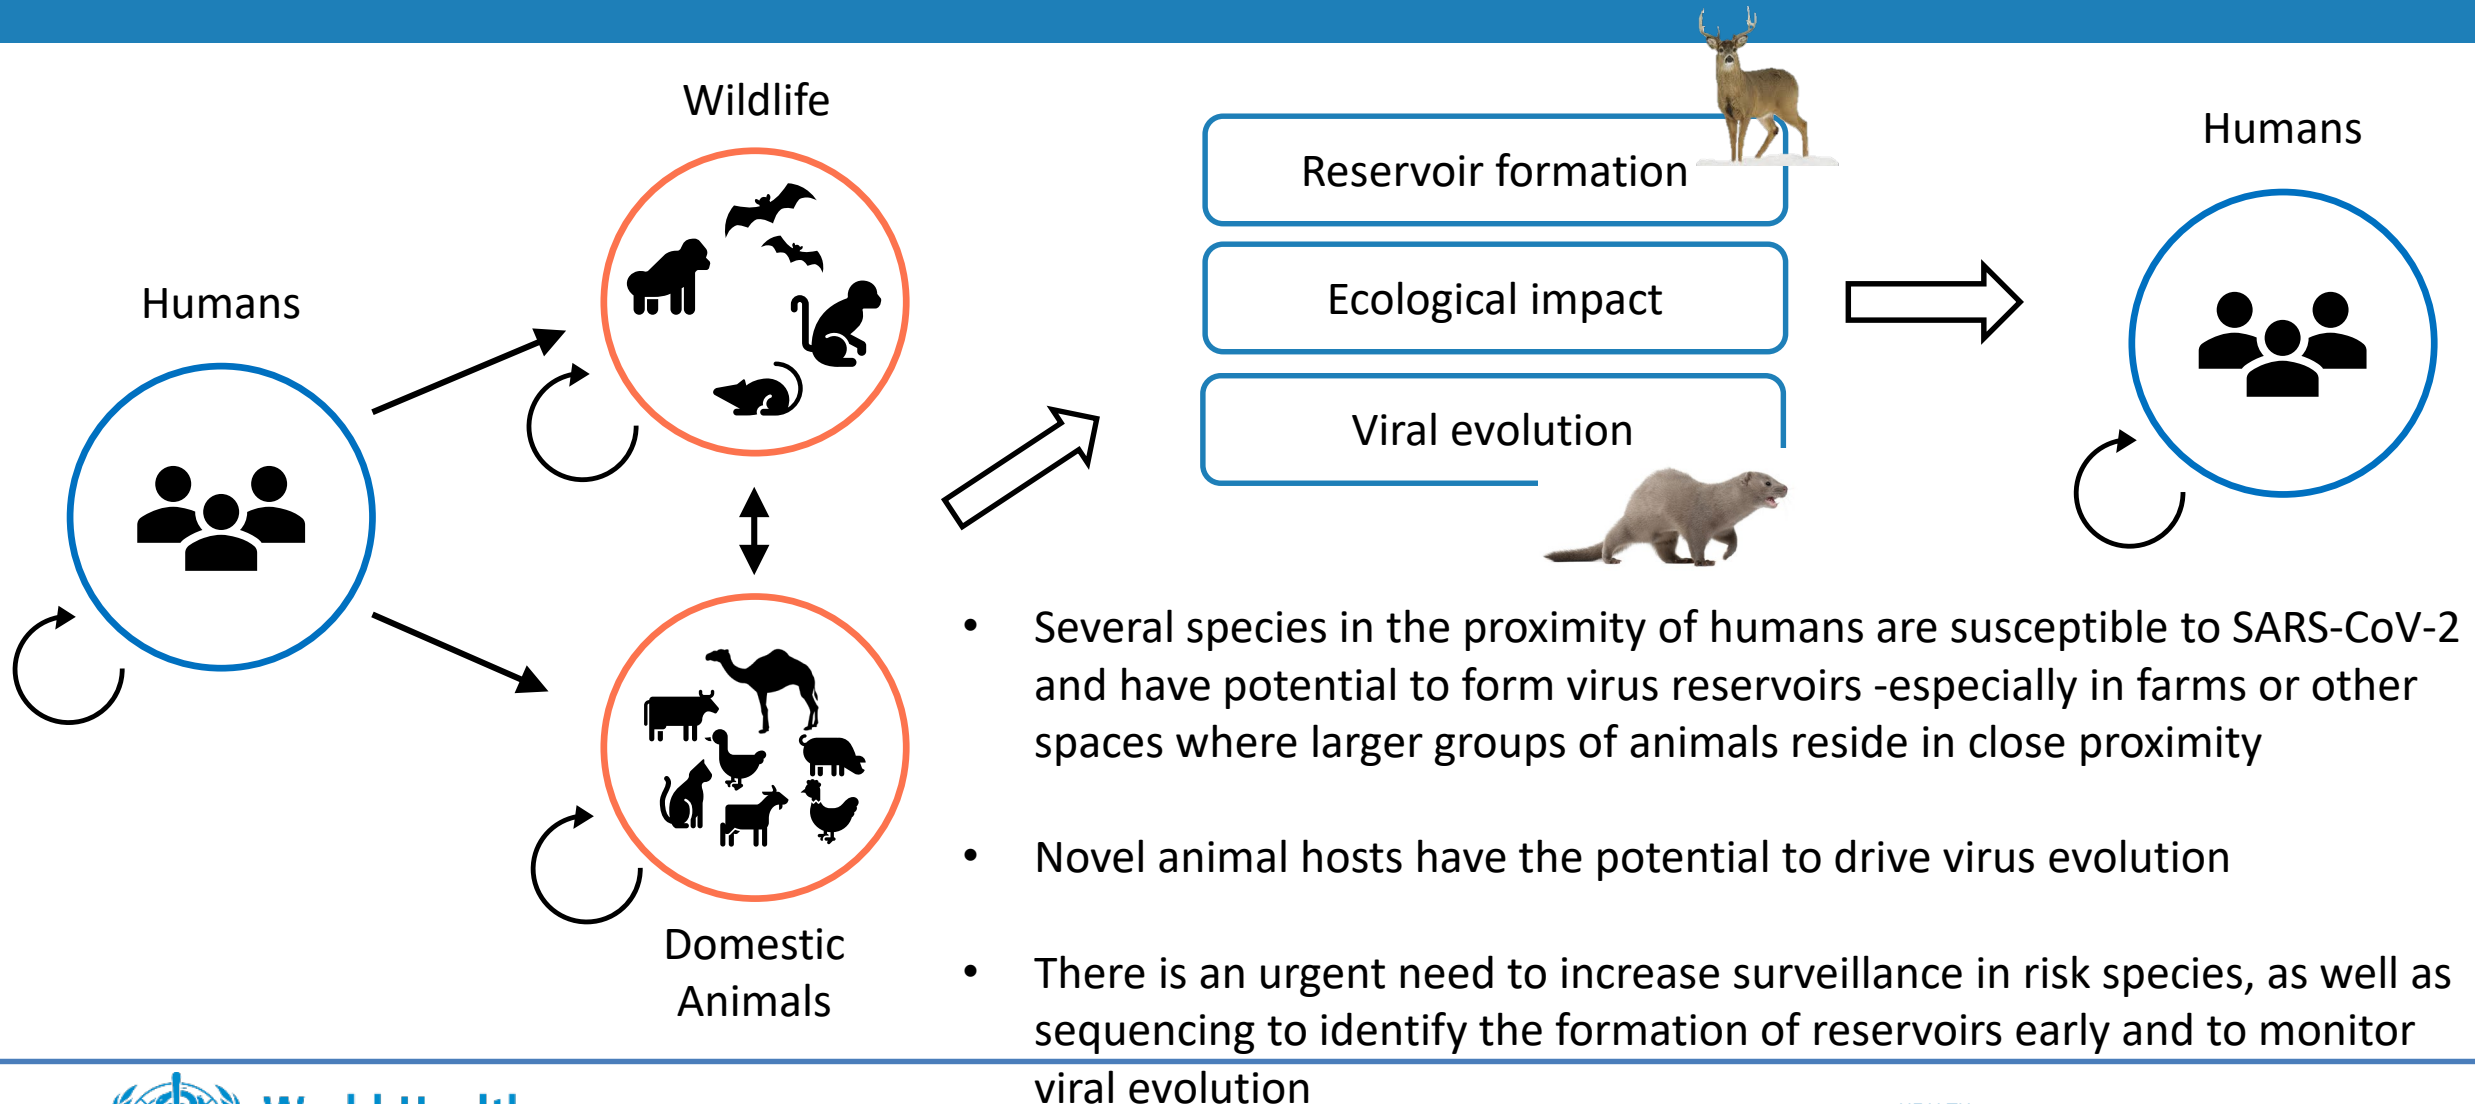 Wildlife
Humans
Humans
Reservoir formation
Ecological impact
Viral evolution
Domestic
Animals
• Several species in the proximity of humans are susceptible to SARS-CoV-2
and have potential to form virus reservoirs -especially in farms or other
spaces where larger groups of animals reside in close proximity
• Novel animal hosts have the potential to drive virus evolution
• There is an urgent need to increase surveillance in risk species, as well as
sequencing to identify the formation of reservoirs early and to monitor
viral evolution
World Health